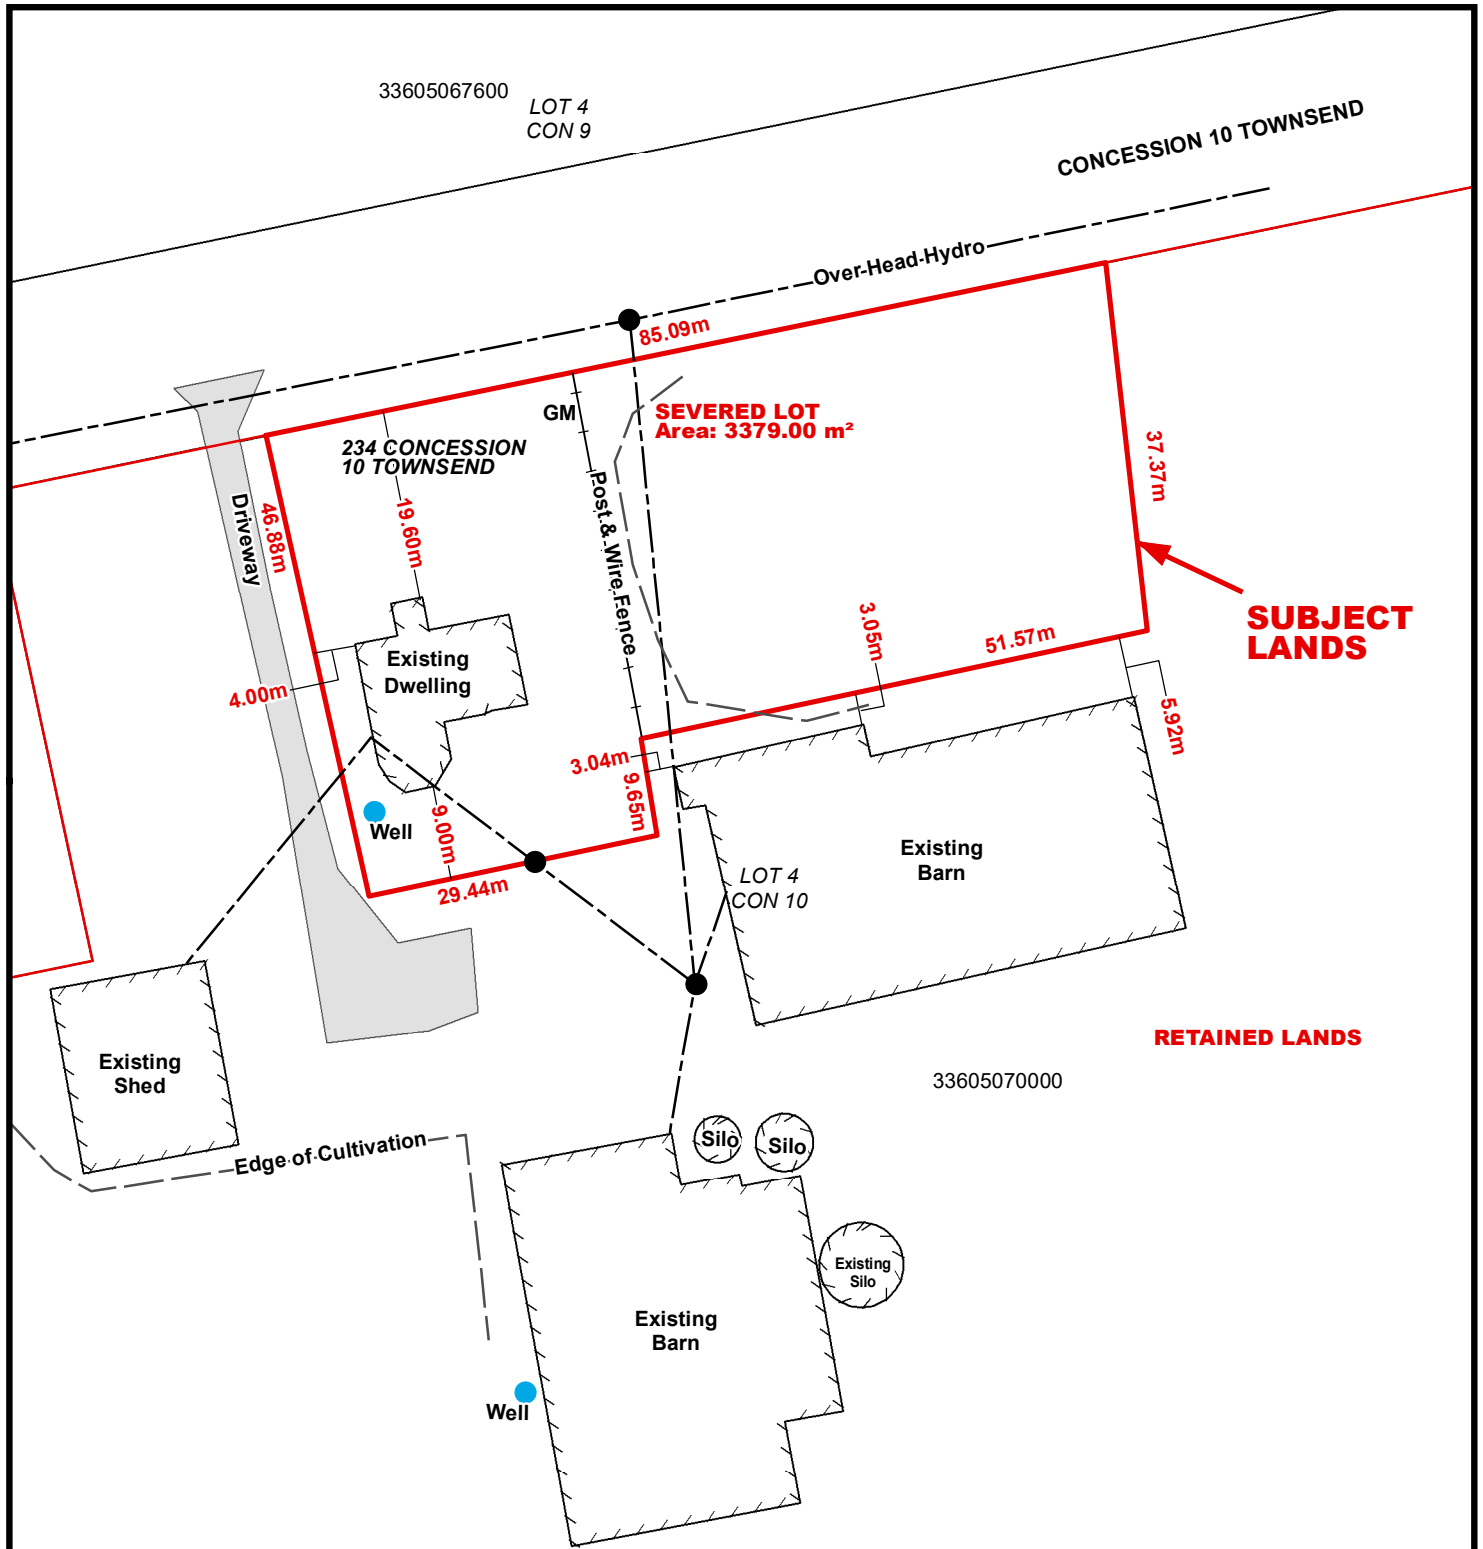 33605067600
LOT 4
CON 9
CONCESSION 10 TOWNSEND
Over-Head-Hydro
85.09m
GM
SEVERED LOT
Area: 3379.00 m²
234 CONCESSION
10 TOWNSEND
37.37m
Driveway
46.88m
19.60m
Post & Wire Fence
SUBJECT
LANDS
3.05m
51.57m
Existing
Dwelling
4.00m
5.92m
3.04m
9.65m
Well
9.00m
29.44m
Existing
Barn
LOT 4
CON 10
RETAINED LANDS
Existing
Shed
33605070000
Edge of Cultivation
Silo
Silo
Existing
Silo
Existing
Barn
Well